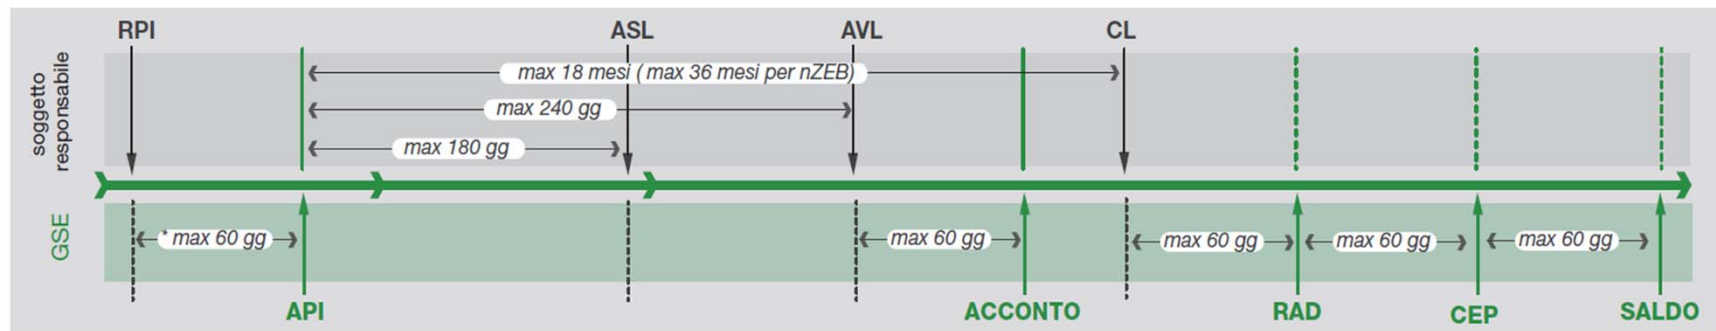 RPI ASL AVL CL
soggetto
responsabile
max 18 mesi ( max 36 mesi per nZEB)
max 240 gg
max 180 gg
GSE
* max 60 gg max 60 gg max 60 gg max 60 gg max 60 gg
API ACCONTO RAD CEP SALDO